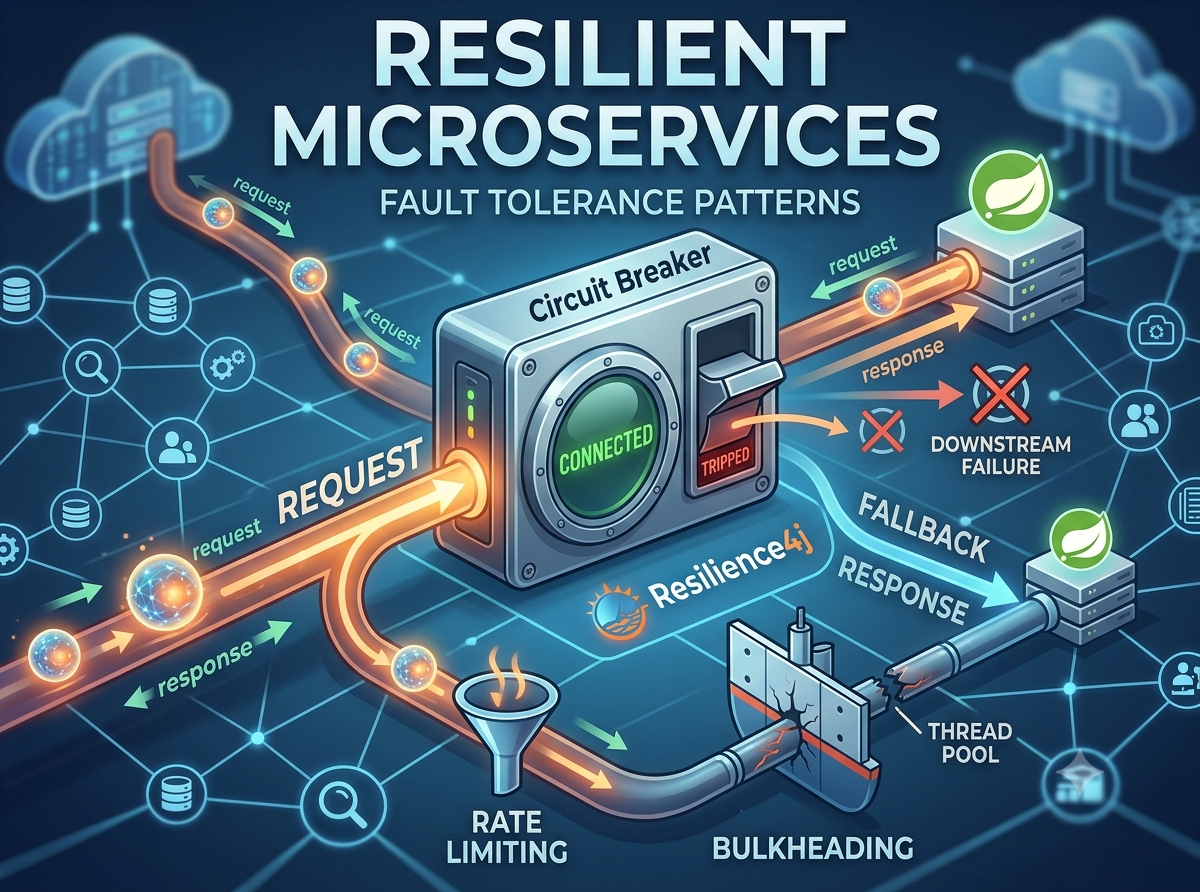 RESILIENT
MICROSERVICES
FAULT TOLERANCE PATTERNS
request
request
Circuit Breaker
request
response
CONNECTED
TRIPPED
DOWNSTREAM
FAILURE
REQUEST
request
response
FALLBACK
RESPONSE
Resilience4j
THREAD
POOL
RATE
LIMITING
BULKHEADING